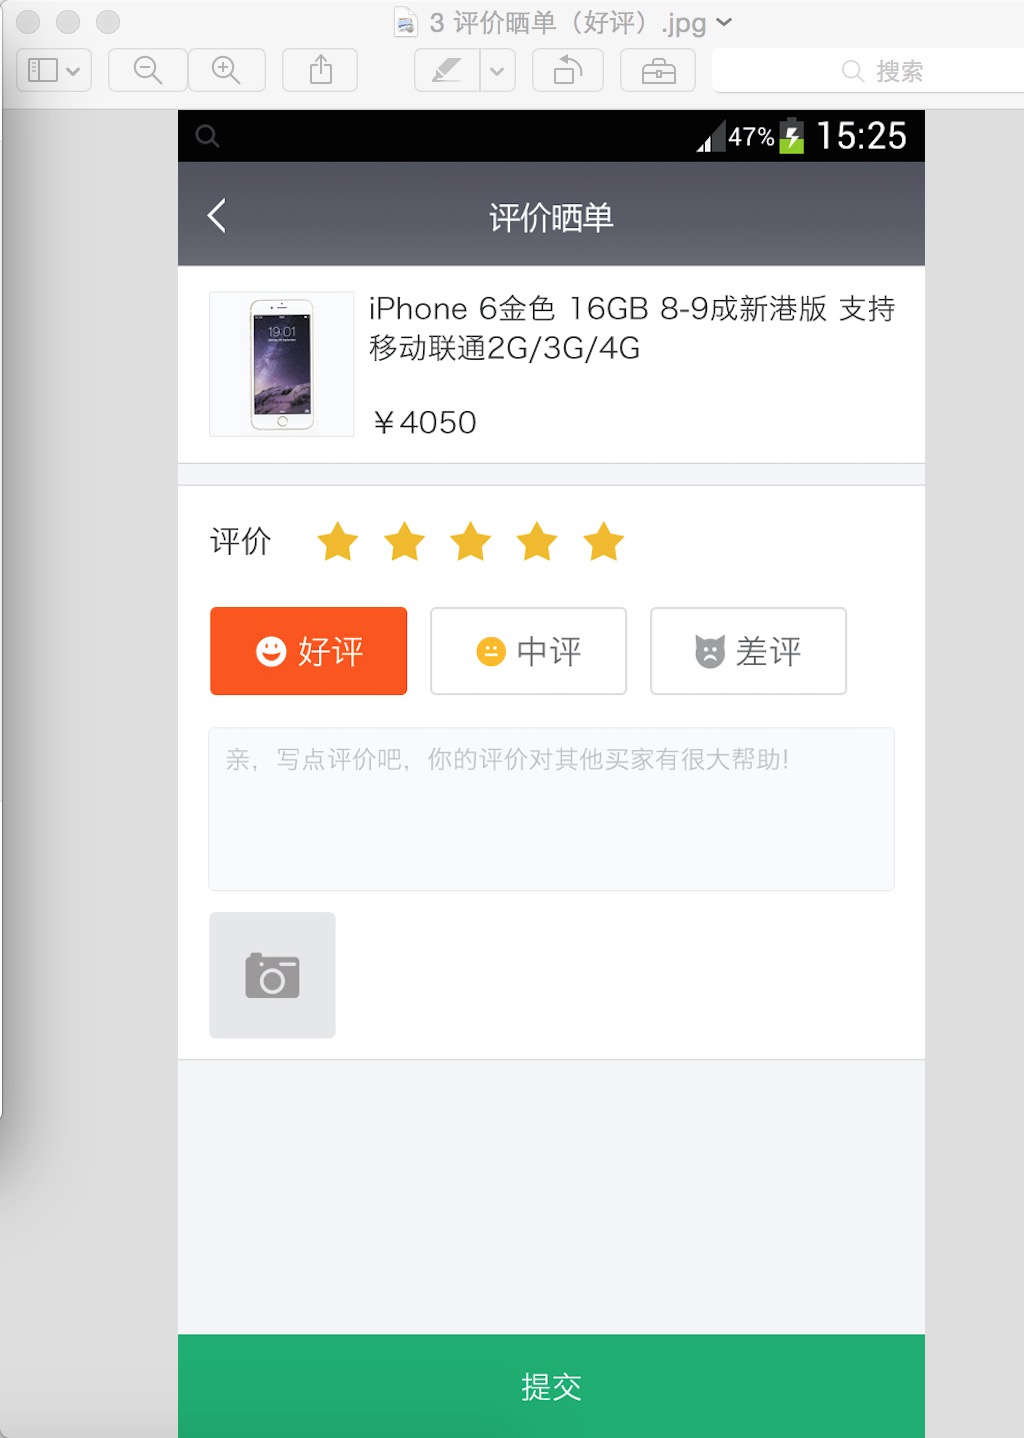 3 评价晒单（好评）.jpg
搜索
47% 15:25
评价晒单
iPhone 6金色 16GB 8-9成新港版 支持
移动联通2G/3G/4G
19:01
￥4050
评价
好评 中评 差评
亲，写点评价吧，你的评价对其他买家有很大帮助!
提交